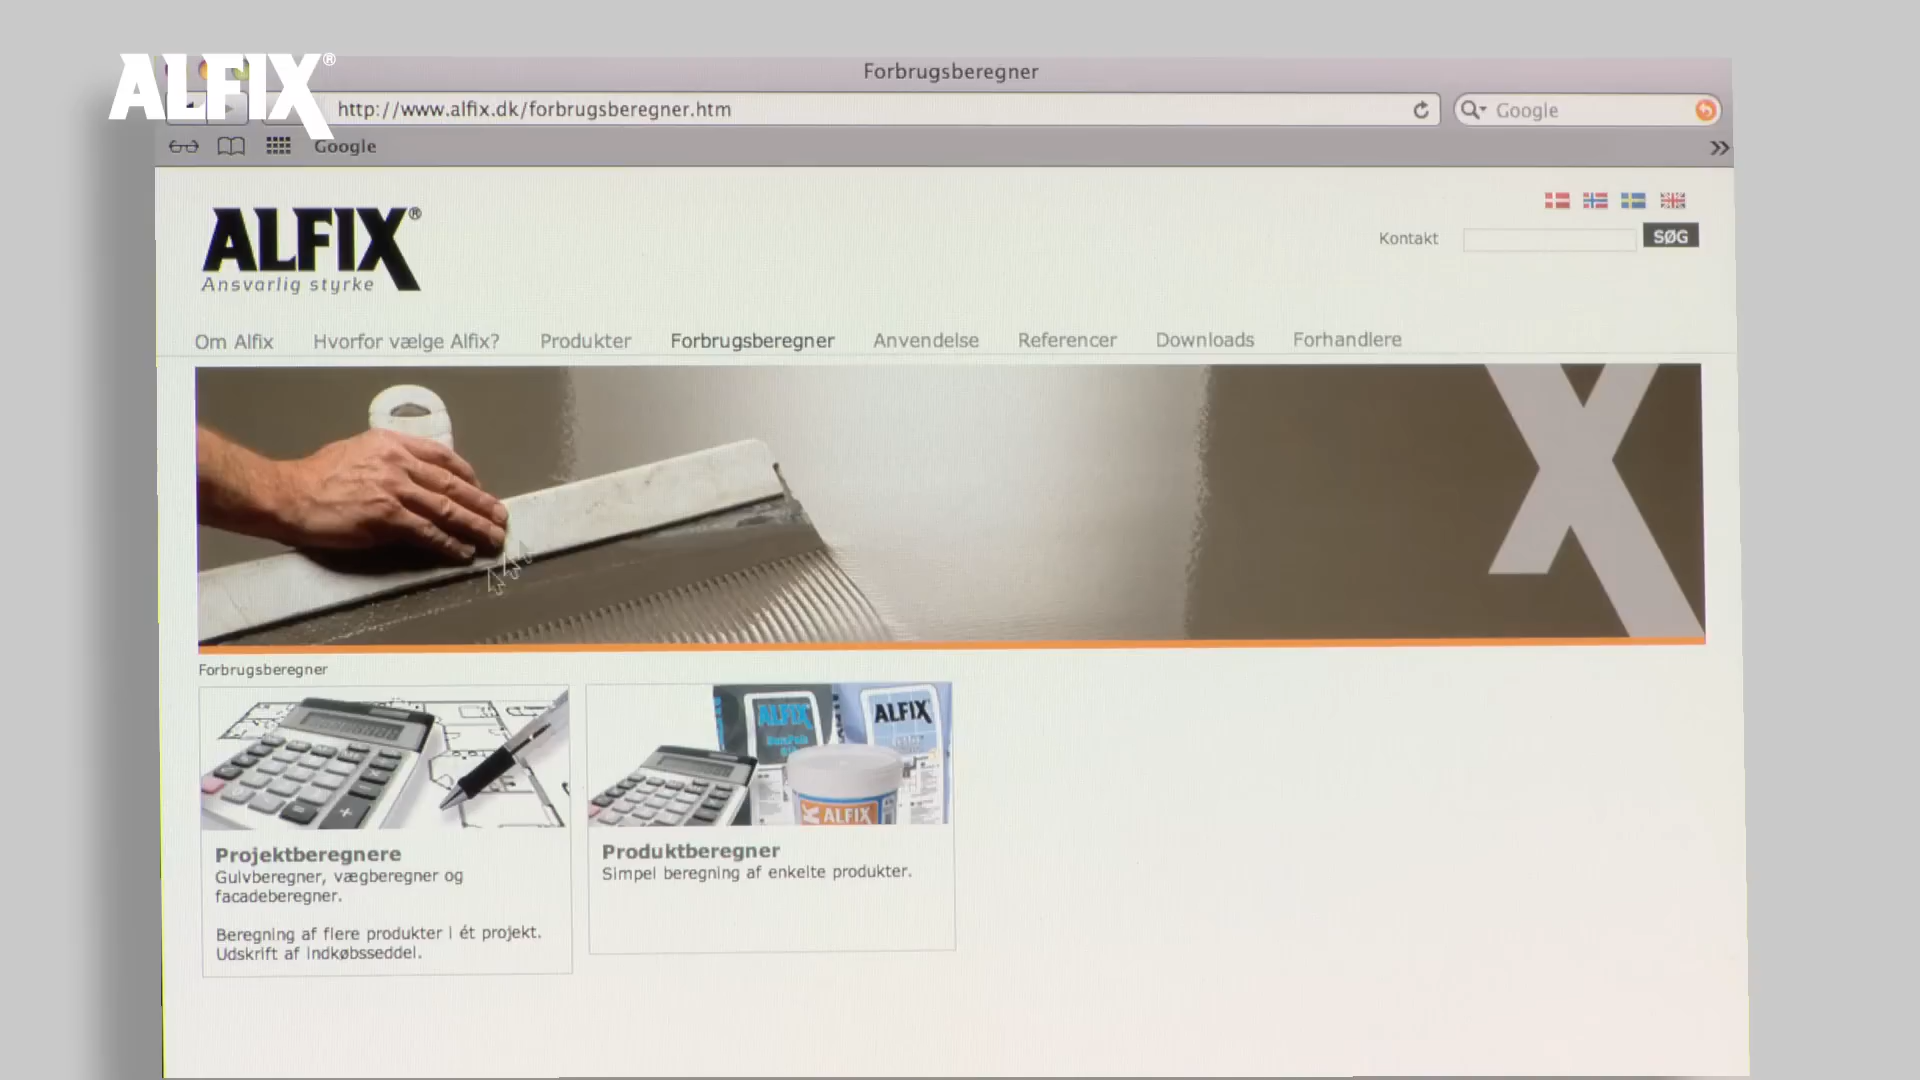 ALFIX®
Forbrugsberegner
http://www.alfix.dk/forbrugsberegner.htm
Google
Google
ALFIX®
Ansvarlig styrke
Kontakt
SØG
Om Alfix
Hvorfor vælge Alfix?
Produkter
Forbrugsberegner
Anvendelse
Referencer
Downloads
Forhandlere
Forbrugsberegner
ALFIX
ALFIX
ALFIX
Projektberegnere
Gulvberegner, vægberegner og
facadeberegner.
Beregning af flere produkter i ét projekt.
Udskrift af indkøbsseddel.
Produktberegner
Simpel beregning af enkelte produkter.